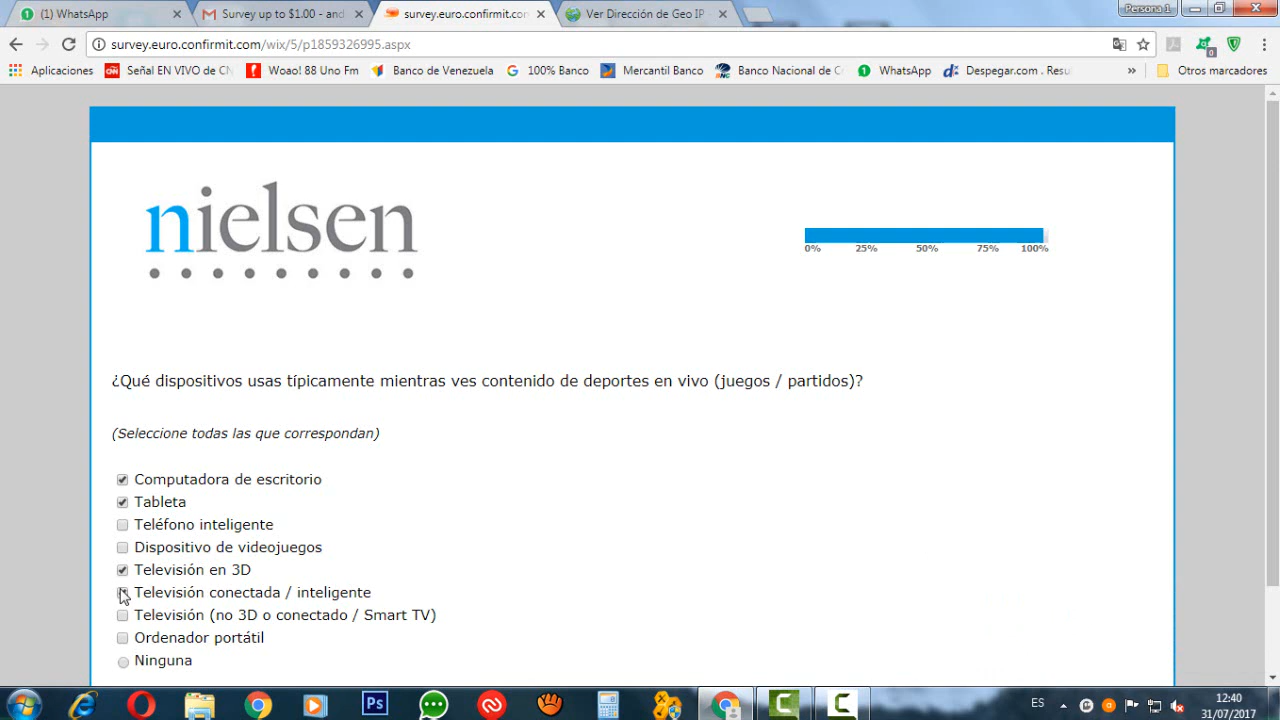 (1) WhatsApp
Survey up to $1.00 - and
survey.euro.confirmit.com
Ver Dirección de Geo IP
Persona 1
survey.euro.confirmit.com/wix/5/p1859326995.aspx
Aplicaciones
Señal EN VIVO de CN
Woao! 88 Uno Fm
Banco de Venezuela
100% Banco
Mercantil Banco
Banco Nacional de C
WhatsApp
Despegar.com . Resu
»
Otros marcadores
nielsen
0% 25% 50% 75% 100%
¿Qué dispositivos usas típicamente mientras ves contenido de deportes en vivo (juegos / partidos)?
(Seleccione todas las que correspondan)
Computadora de escritorio
Tableta
Teléfono inteligente
Dispositivo de videojuegos
Televisión en 3D
Televisión conectada / inteligente
Televisión (no 3D o conectado / Smart TV)
Ordenador portátil
Ninguna
Ps
ES
12:40
31/07/2017